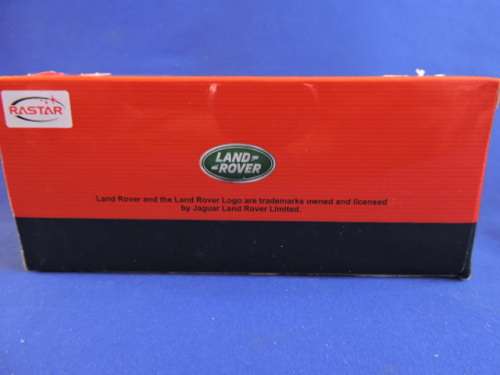 RASTAR
LAND
ROVER
Land Rover and the Land Rover Logo are trademarks owned and licensed
by Jaguar Land Rover Limited.